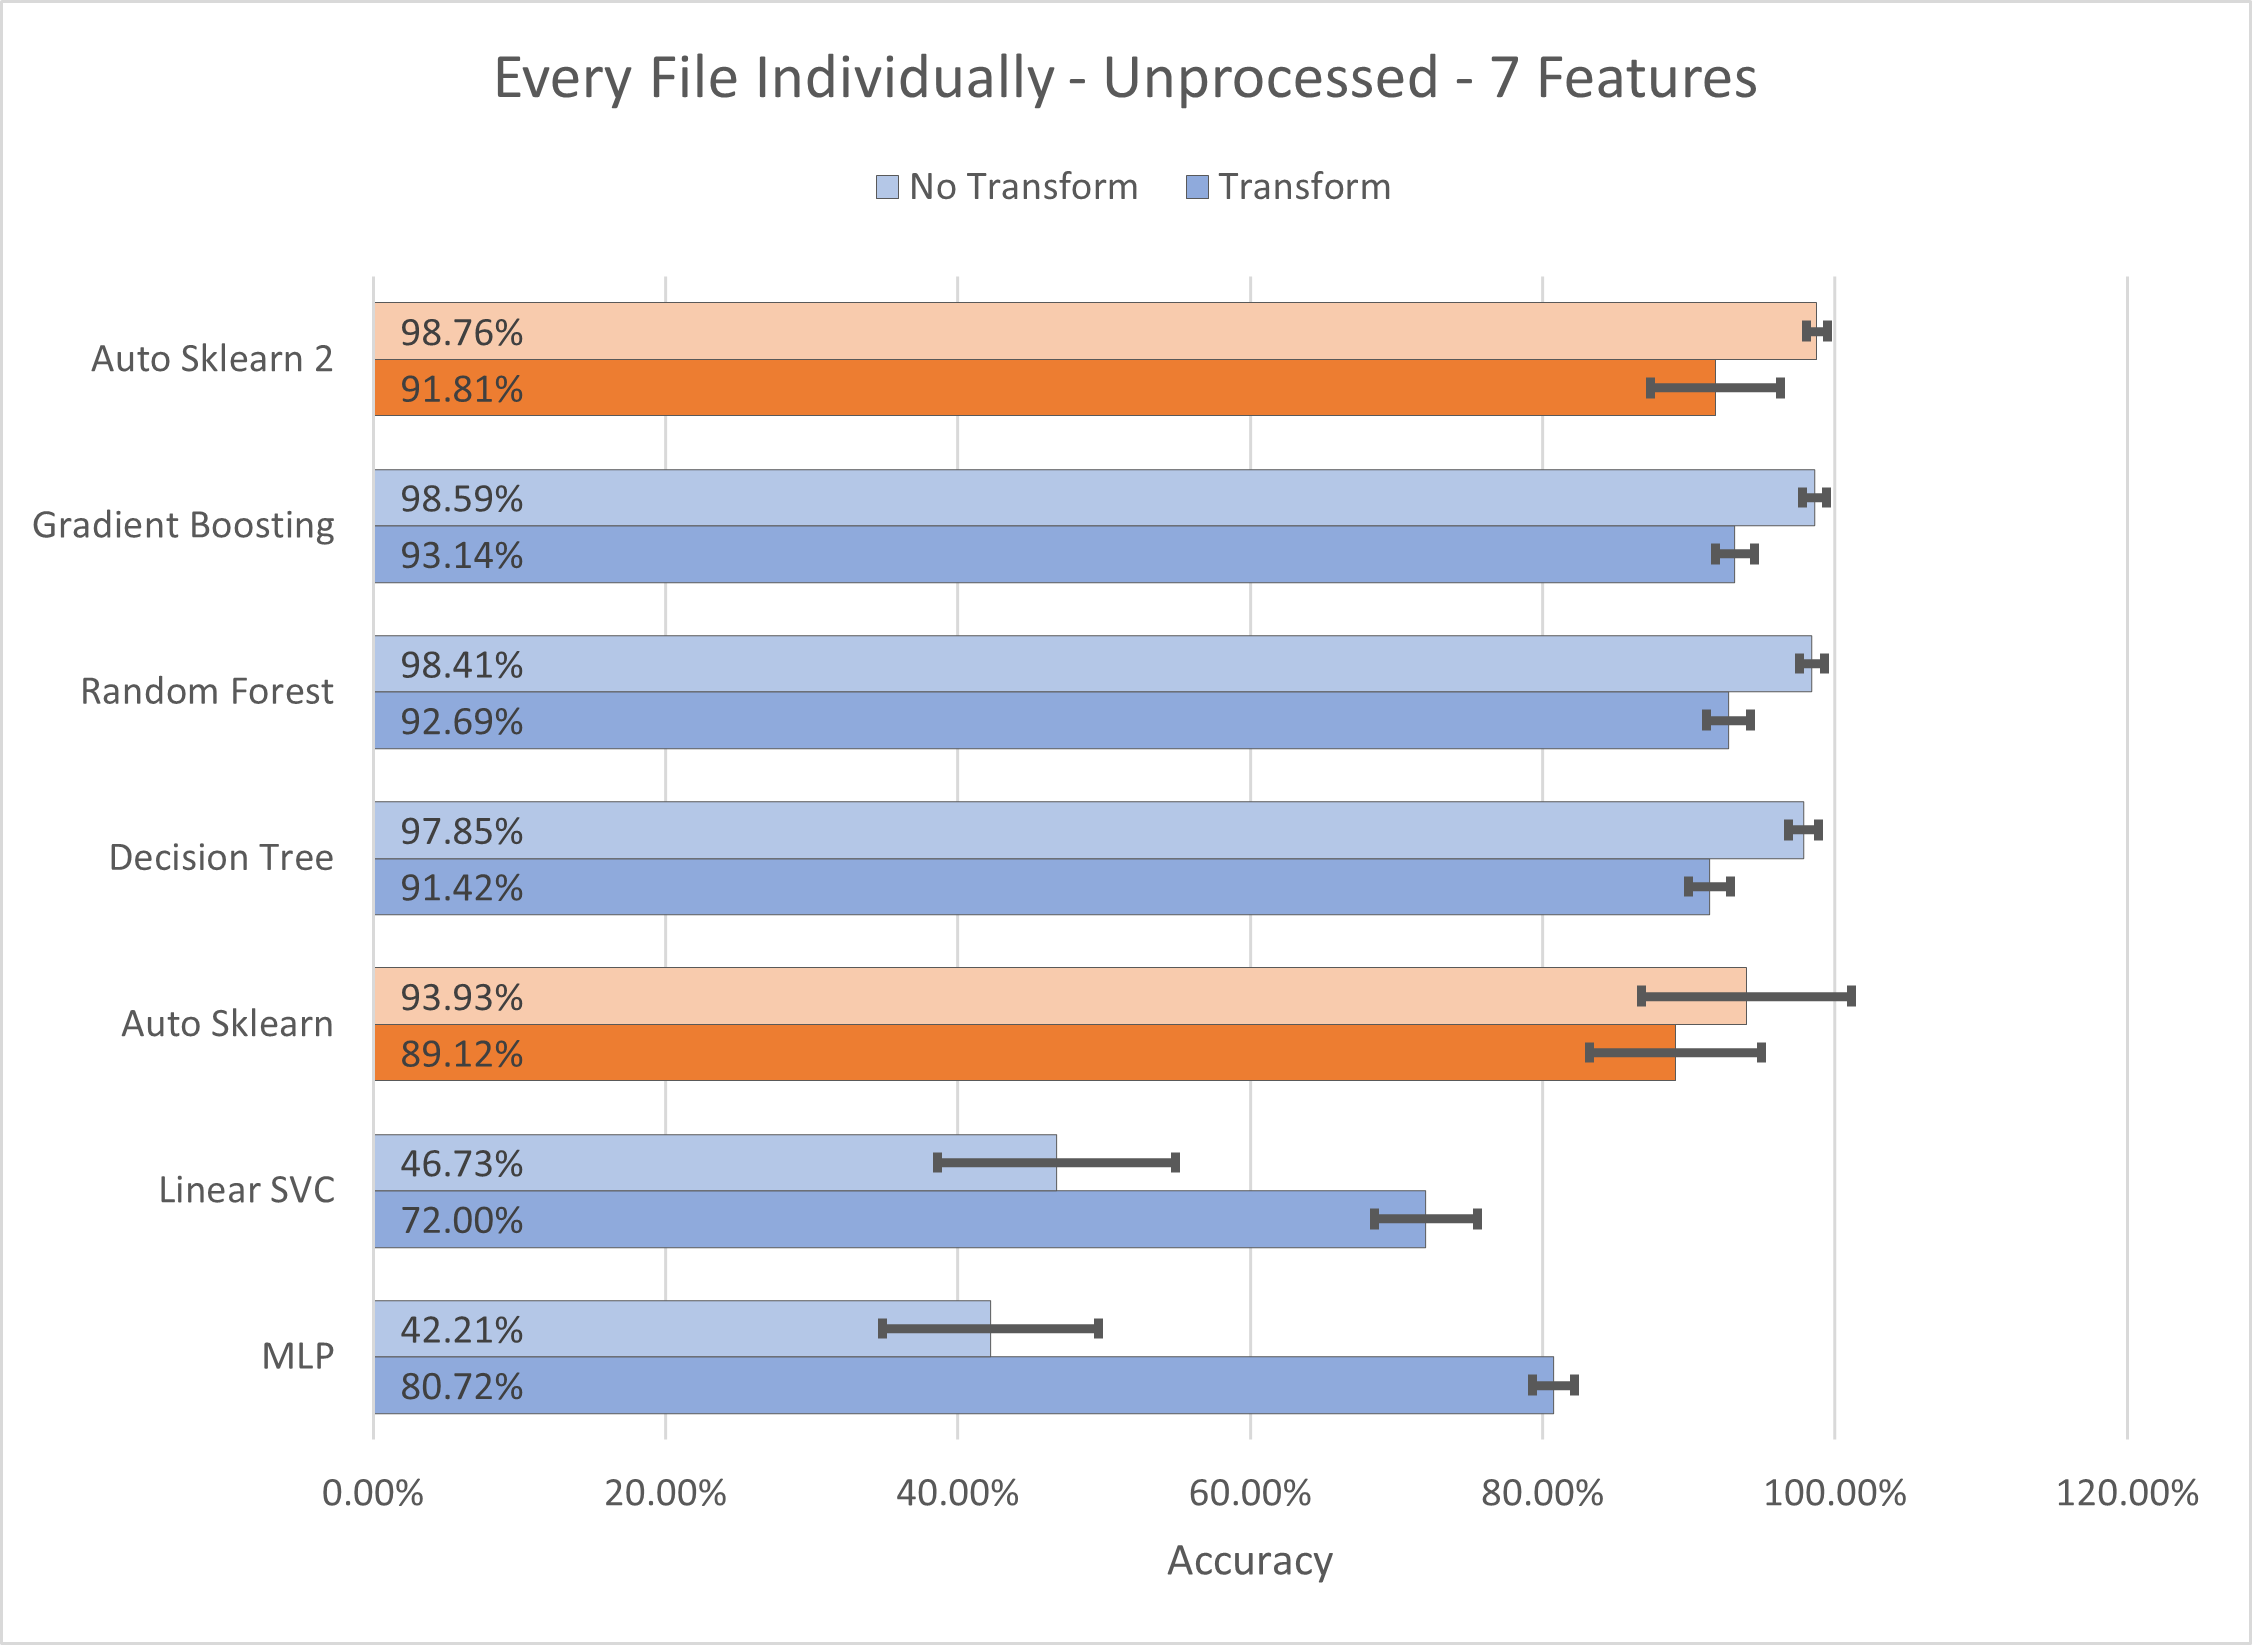 Every File Individually - Unprocessed - 7 Features
No Transform
Transform
Auto Sklearn 2
98.76%
91.81%
Gradient Boosting
98.59%
93.14%
Random Forest
98.41%
92.69%
Decision Tree
97.85%
91.42%
Auto Sklearn
93.93%
89.12%
Linear SVC
46.73%
72.00%
MLP
42.21%
80.72%
0.00%
20.00%
40.00%
60.00%
80.00%
100.00%
120.00%
Accuracy